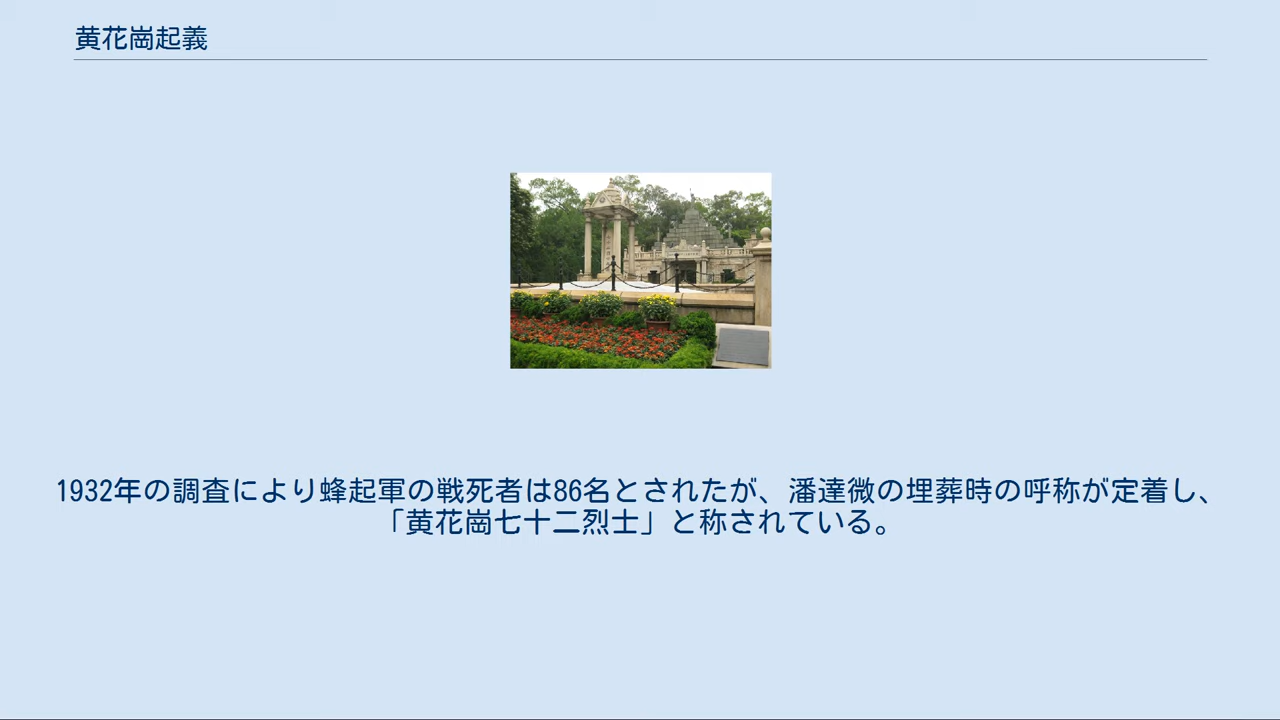 黄花崗起義
1932年の調査により蜂起軍の戦死者は86名とされたが、潘達微の埋葬時の呼称が定着し、
「黄花崗七十二烈士」と称されている。